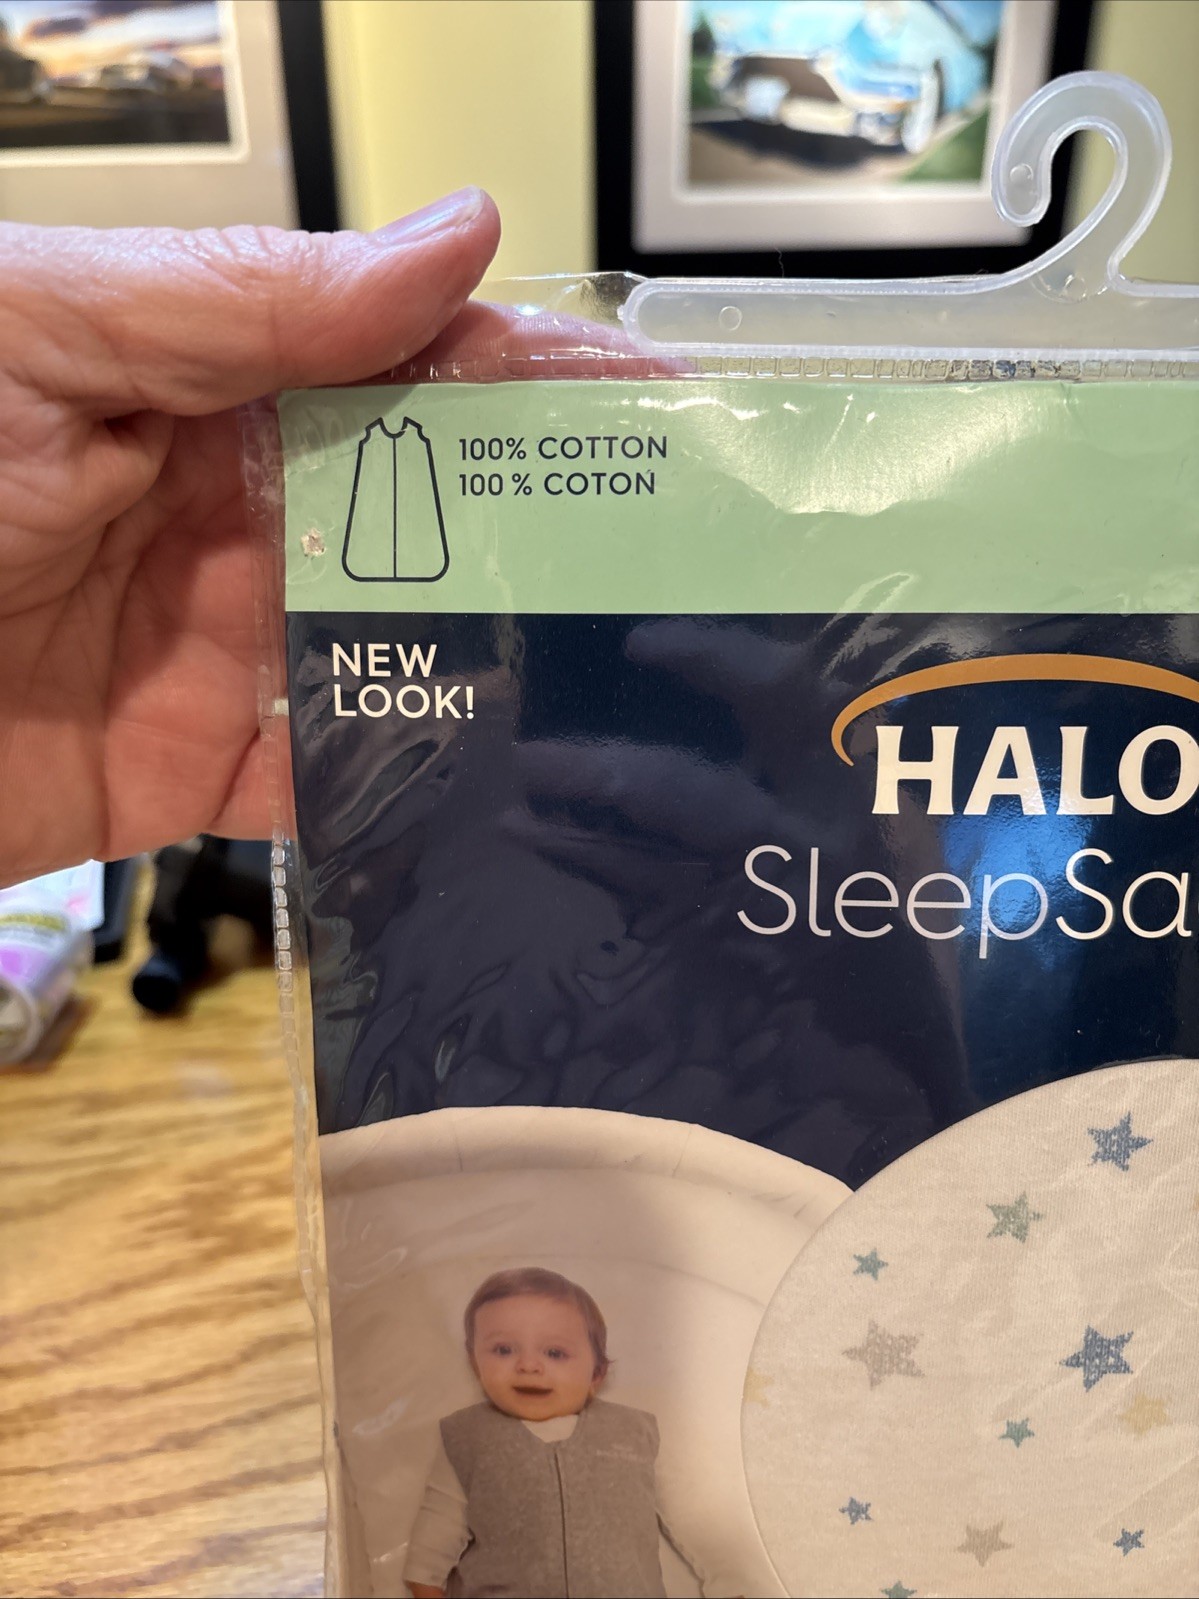 100% COTTON
100 % COTON
NEW
LOOK!
HALO
SleepSa